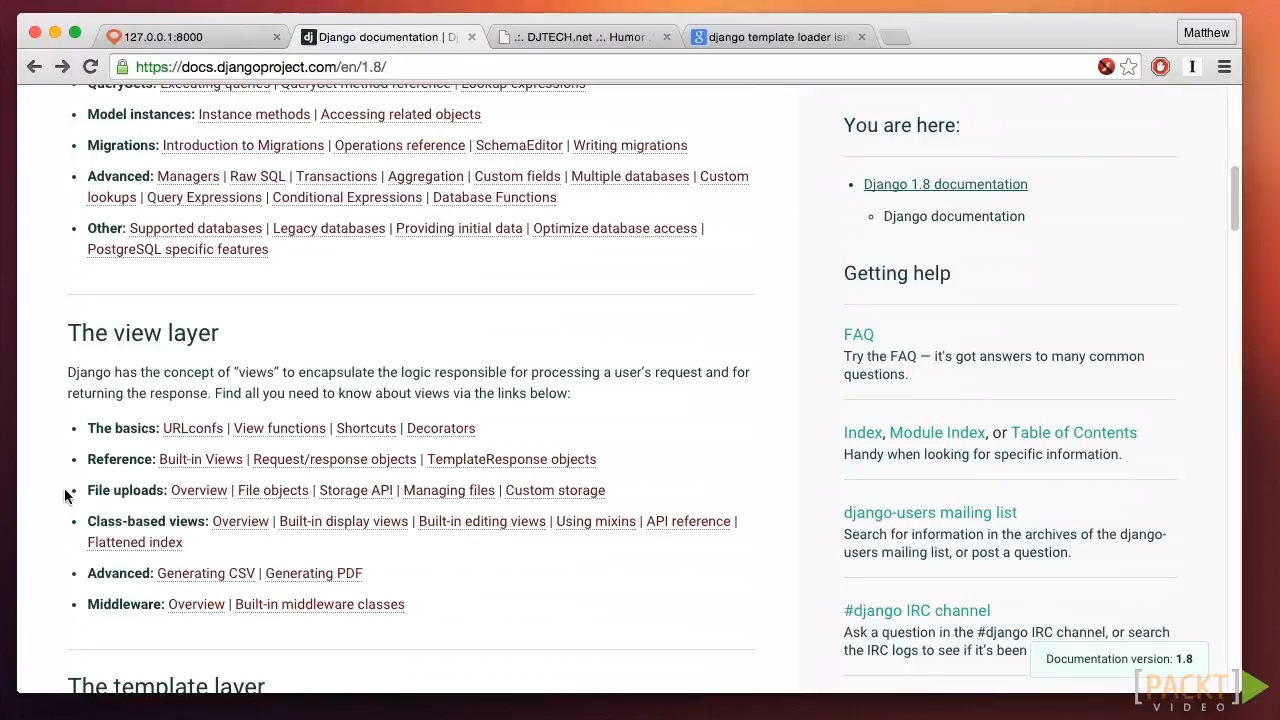 127.0.0.1:8000
Django documentation | Dj
.:. DJTECH.net .:. Humor
django template loader isn
Matthew
https://docs.djangoproject.com/en/1.8/
QuerySets: Executing queries | QuerySet method reference | Lookup expressions
Model instances: Instance methods | Accessing related objects
Migrations: Introduction to Migrations | Operations reference | SchemaEditor | Writing migrations
Advanced: Managers | Raw SQL | Transactions | Aggregation | Custom fields | Multiple databases | Custom
lookups | Query Expressions | Conditional Expressions | Database Functions
Other: Supported databases | Legacy databases | Providing initial data | Optimize database access |
PostgreSQL specific features
The view layer
Django has the concept of “views” to encapsulate the logic responsible for processing a user’s request and for
returning the response. Find all you need to know about views via the links below:
The basics: URLconfs | View functions | Shortcuts | Decorators
Reference: Built-in Views | Request/response objects | TemplateResponse objects
File uploads: Overview | File objects | Storage API | Managing files | Custom storage
Class-based views: Overview | Built-in display views | Built-in editing views | Using mixins | API reference |
Flattened index
Advanced: Generating CSV | Generating PDF
Middleware: Overview | Built-in middleware classes
The template layer
You are here:
Django 1.8 documentation
Django documentation
Getting help
FAQ
Try the FAQ — it's got answers to many common
questions.
Index, Module Index, or Table of Contents
Handy when looking for specific information.
django-users mailing list
Search for information in the archives of the django-
users mailing list, or post a question.
#django IRC channel
Ask a question in the #django IRC channel, or search
the IRC logs to see if it’s been
Documentation version: 1.8
[PACKT]
VIDEO